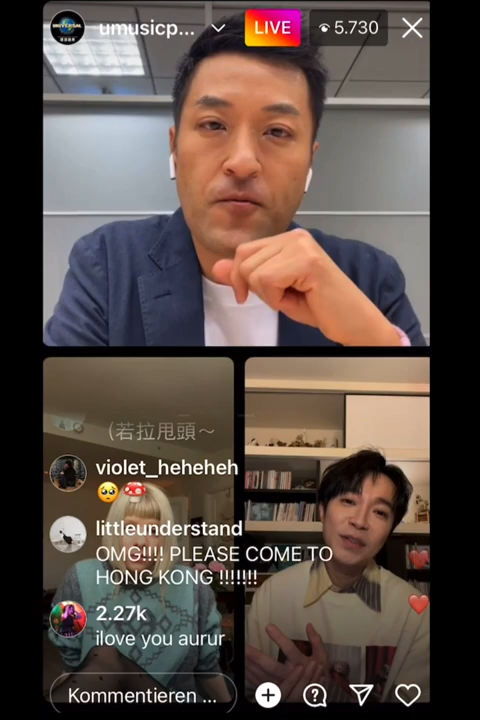 umusicp...
LIVE
5.730
UNIVERSAL
(若拉甩頭～
violet_heheheh
🥺🍄
littleunderstand
OMG!!!! PLEASE COME TO
HONG KONG !!!!!!!
2.27k
ilove you aurur
Kommentieren ...